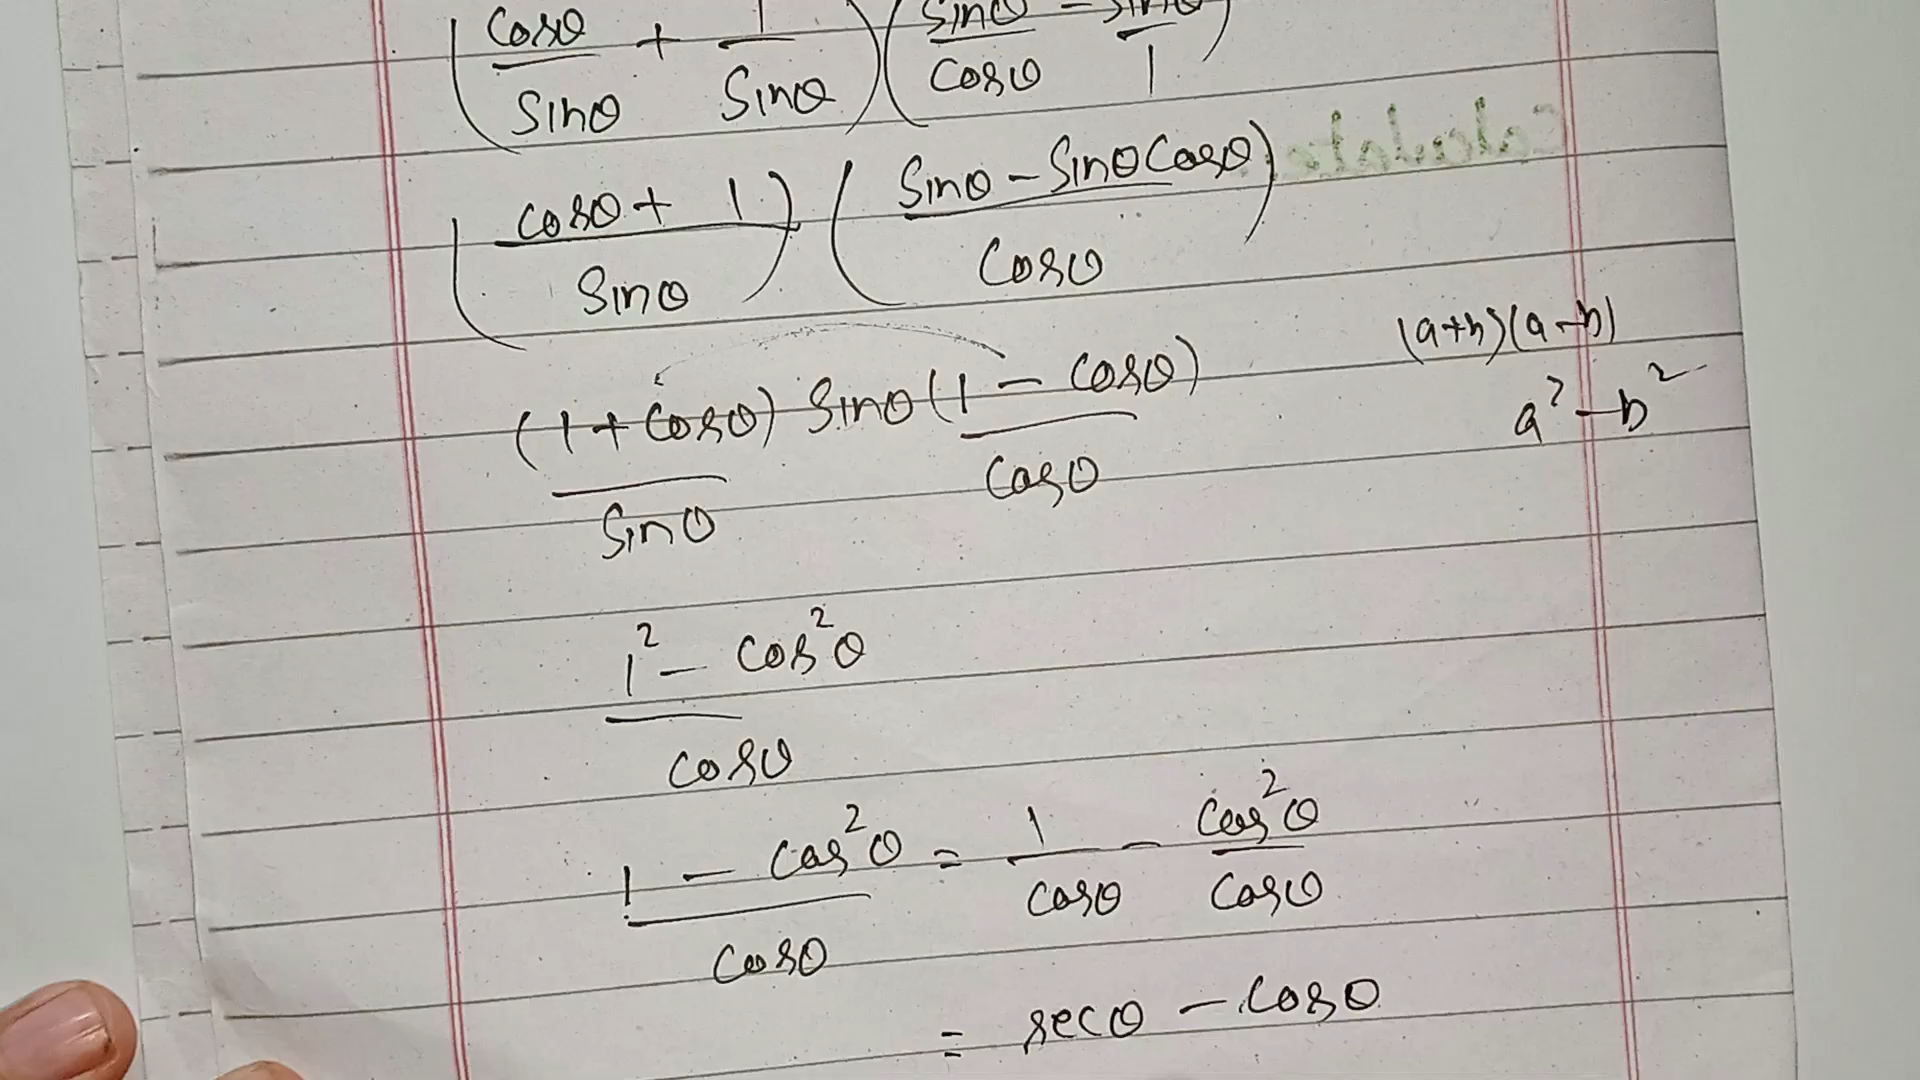 (cosθ/sinθ + 1/sinθ)(sinθ/cosθ - sinθ/1)
(cosθ + 1/sinθ)(sinθ - sinθcosθ/cosθ)
(1+cosθ)/sinθ sinθ(1 - cosθ)/cosθ
(a+b)(a-b)
a² - b²
1² - cos²θ/cosθ
1 - cos²θ/cosθ = 1/cosθ - cos²θ/cosθ
= secθ - cosθ